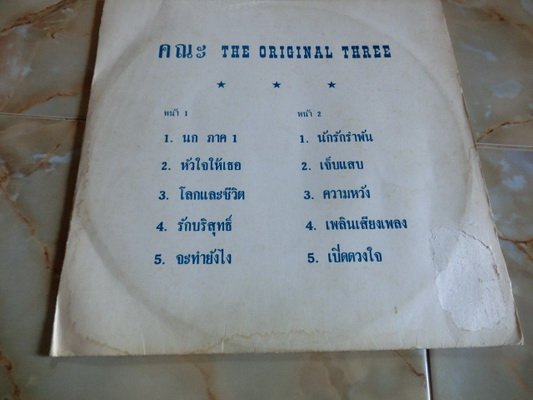 คณะ THE ORIGINAL THREE
★ ★ ★
หน้า 1
1. นก ภาค 1
2. หัวใจให้เธอ
3. โลกและชีวิต
4. รักบริสุทธิ์
5. จะทำยังไง
หน้า 2
1. นักรักรำพัน
2. เจ็บแสบ
3. ความหวัง
4. เพลินเสียงเพลง
5. เปิดดวงใจ